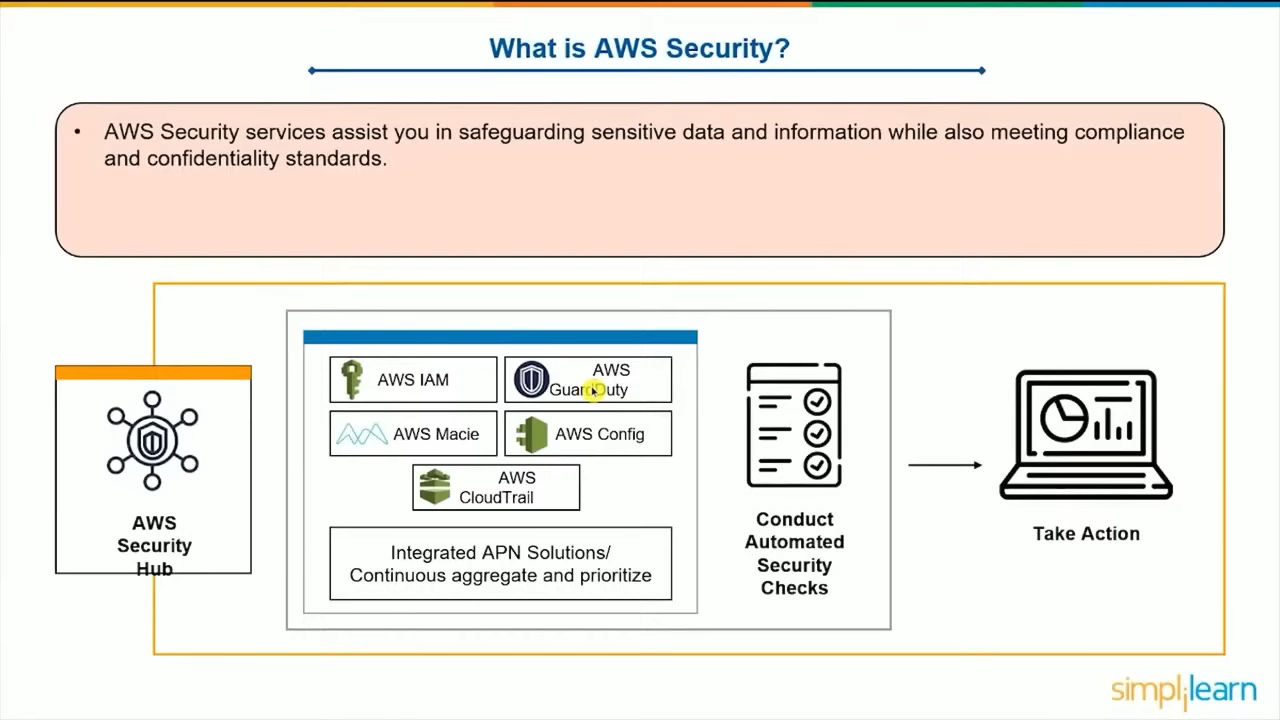 What is AWS Security?
• AWS Security services assist you in safeguarding sensitive data and information while also meeting compliance
and confidentiality standards.
AWS
Security
Hub
AWS IAM
AWS
GuardDuty
AWS Macie
AWS Config
AWS
CloudTrail
Integrated APN Solutions/
Continuous aggregate and prioritize
Conduct
Automated
Security
Checks
Take Action
simplilearn